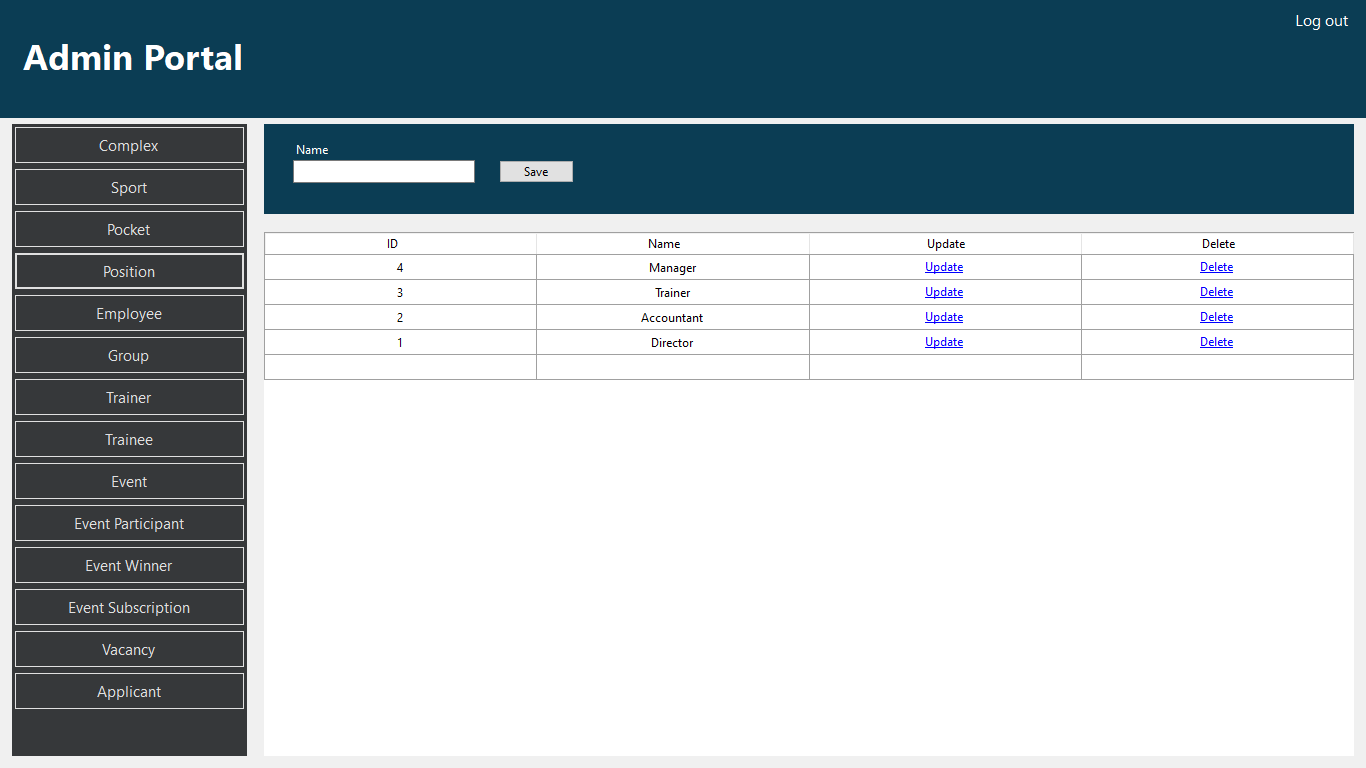 Log out
Admin Portal
Complex
Sport
Pocket
Position
Employee
Group
Trainer
Trainee
Event
Event Participant
Event Winner
Event Subscription
Vacancy
Applicant
Name
Save
ID Name Update Delete
4 Manager Update Delete
3 Trainer Update Delete
2 Accountant Update Delete
1 Director Update Delete